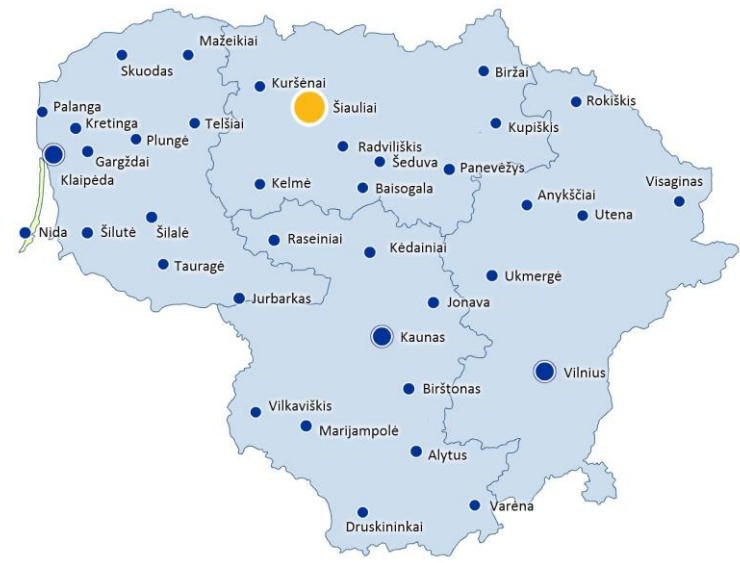 Mažeikiai
Skuodas
Kuršėnai
Biržai
Šiauliai
Rokiškis
Palanga
Kretinga
Telšiai
Kupiškis
Plungė
Radviliškis
Gargždai
Šeduva
Panevėžys
Klaipėda
Kelmė
Baisogala
Visaginas
Anykščiai
Utena
Nida
Šilutė
Šilalė
Raseiniai
Kėdainiai
Tauragė
Ukmergė
Jurbarkas
Jonava
Kaunas
Vilnius
Birštonas
Vilkaviškis
Marijampolė
Alytus
Varėna
Druskininkai